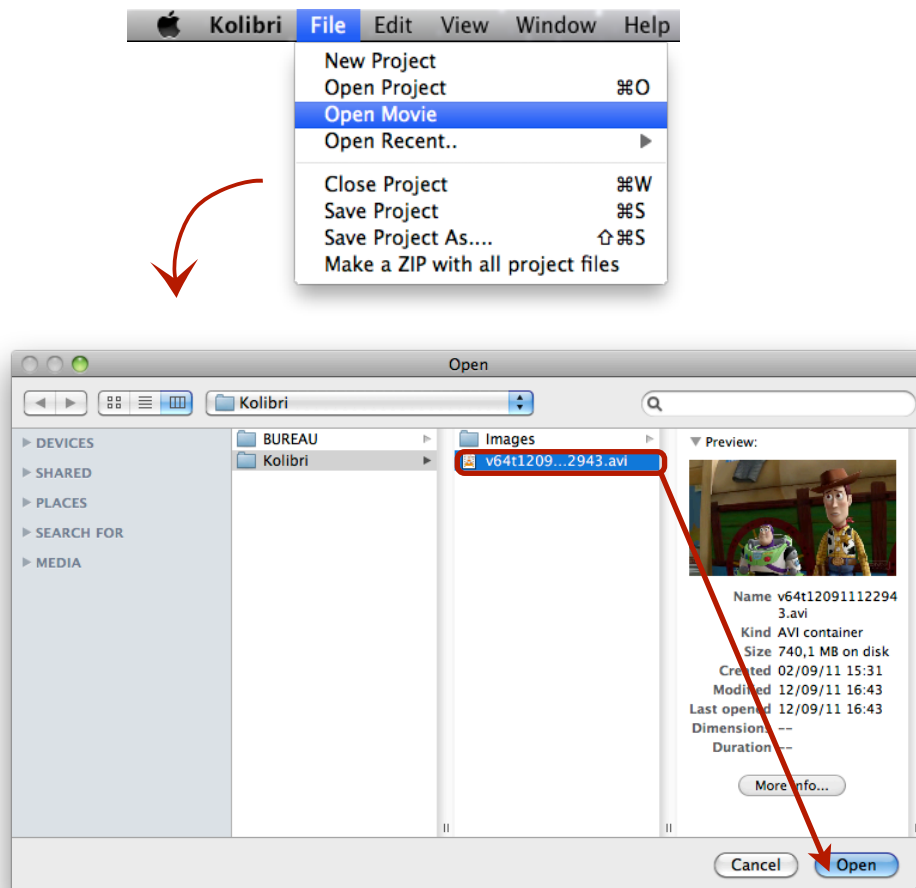 Kolibri File Edit View Window Help
New Project
Open Project ⌘O
Open Movie
Open Recent..
Close Project ⌘W
Save Project ⌘S
Save Project As.... ⇧⌘S
Make a ZIP with all project files
Open
Kolibri
DEVICES
SHARED
PLACES
SEARCH FOR
MEDIA
BUREAU
Kolibri
Images
v64t1209...2943.avi
Preview:
Name v64t12091112294
3.avi
Kind AVI container
Size 740,1 MB on disk
Created 02/09/11 15:31
Modified 12/09/11 16:43
Last opened 12/09/11 16:43
Dimensions --
Duration --
More info...
Cancel Open